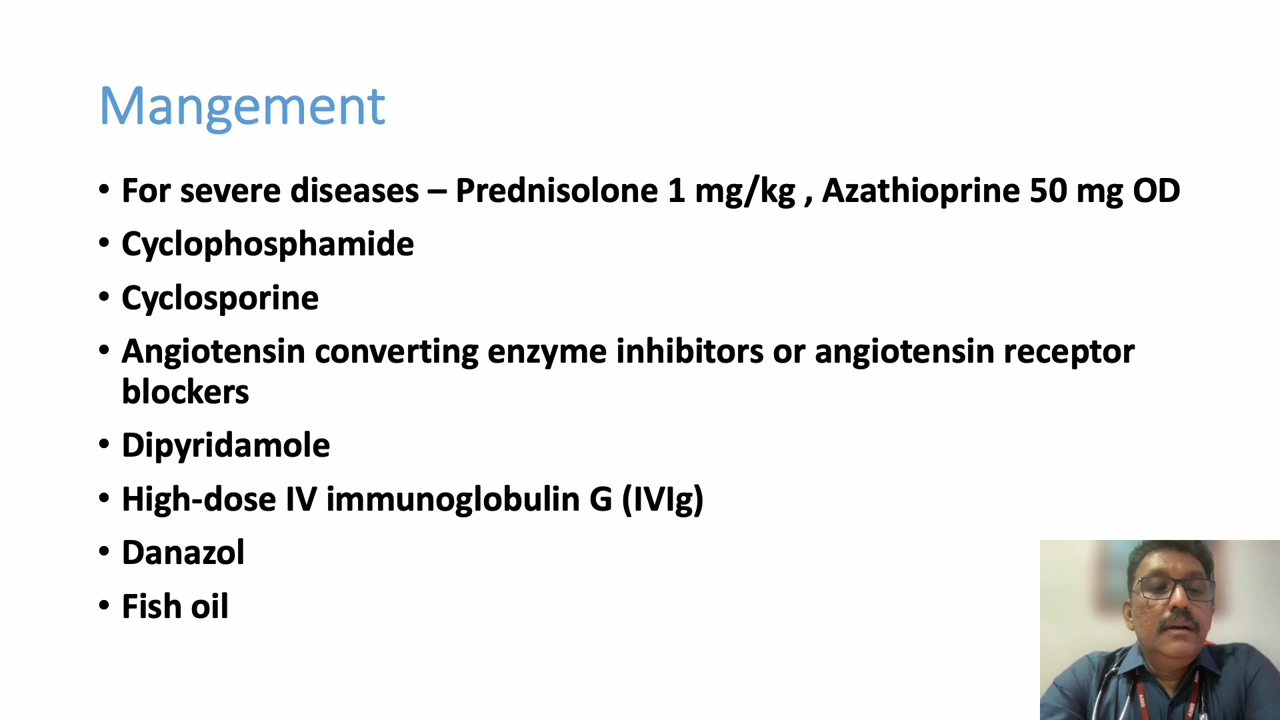 Mangement
• For severe diseases – Prednisolone 1 mg/kg , Azathioprine 50 mg OD
• Cyclophosphamide
• Cyclosporine
• Angiotensin converting enzyme inhibitors or angiotensin receptor
blockers
• Dipyridamole
• High-dose IV immunoglobulin G (IVIg)
• Danazol
• Fish oil